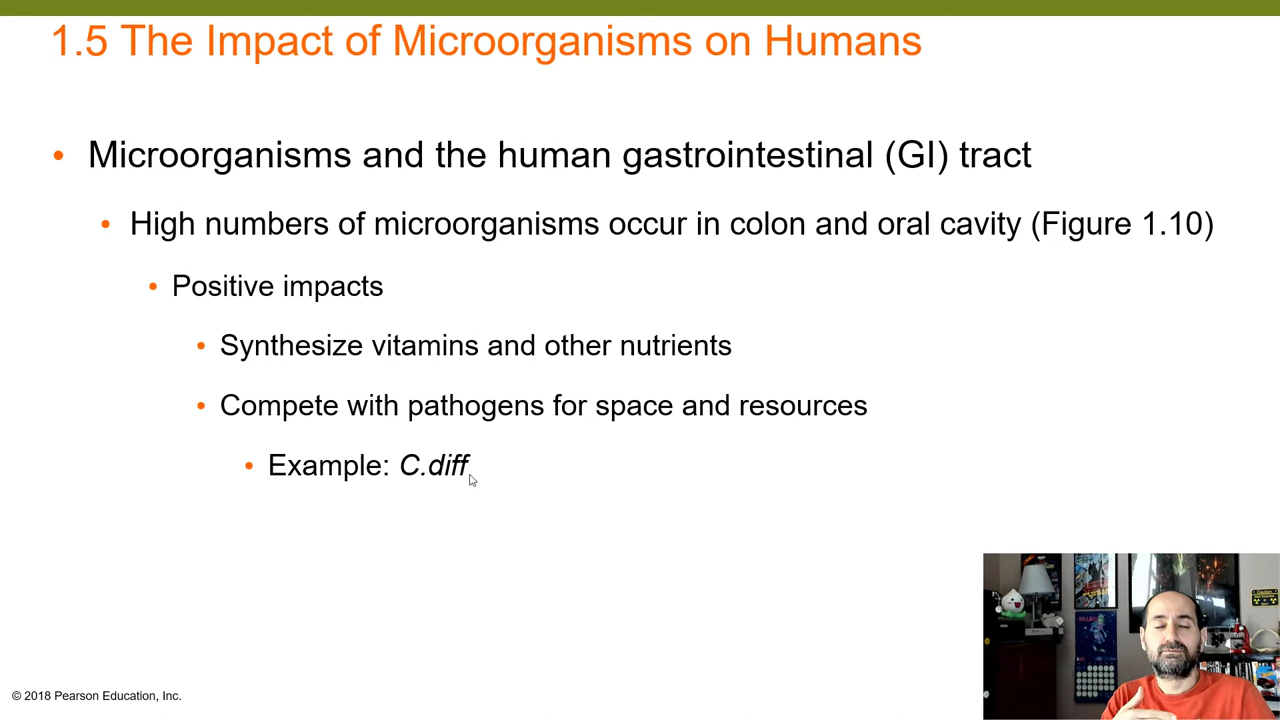 1.5 The Impact of Microorganisms on Humans
• Microorganisms and the human gastrointestinal (GI) tract
• High numbers of microorganisms occur in colon and oral cavity (Figure 1.10)
• Positive impacts
• Synthesize vitamins and other nutrients
• Compete with pathogens for space and resources
• Example: C.diff
© 2018 Pearson Education, Inc.